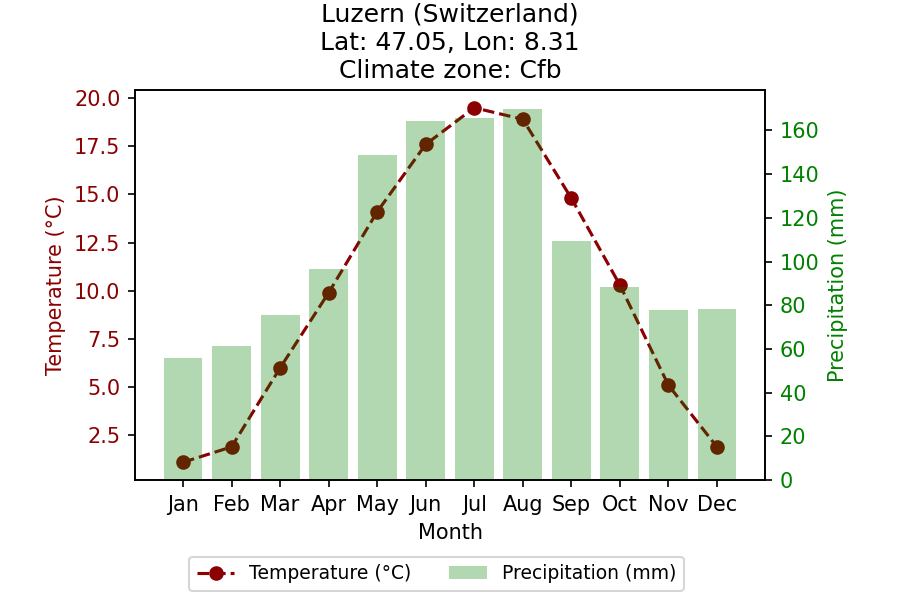 Luzern (Switzerland)
Lat: 47.05, Lon: 8.31
Climate zone: Cfb
20.0
17.5
15.0
12.5
10.0
7.5
5.0
2.5
Temperature (°C)
160
140
120
100
80
60
40
20
0
Precipitation (mm)
Jan Feb Mar Apr May Jun Jul Aug Sep Oct Nov Dec
Month
Temperature (°C) Precipitation (mm)